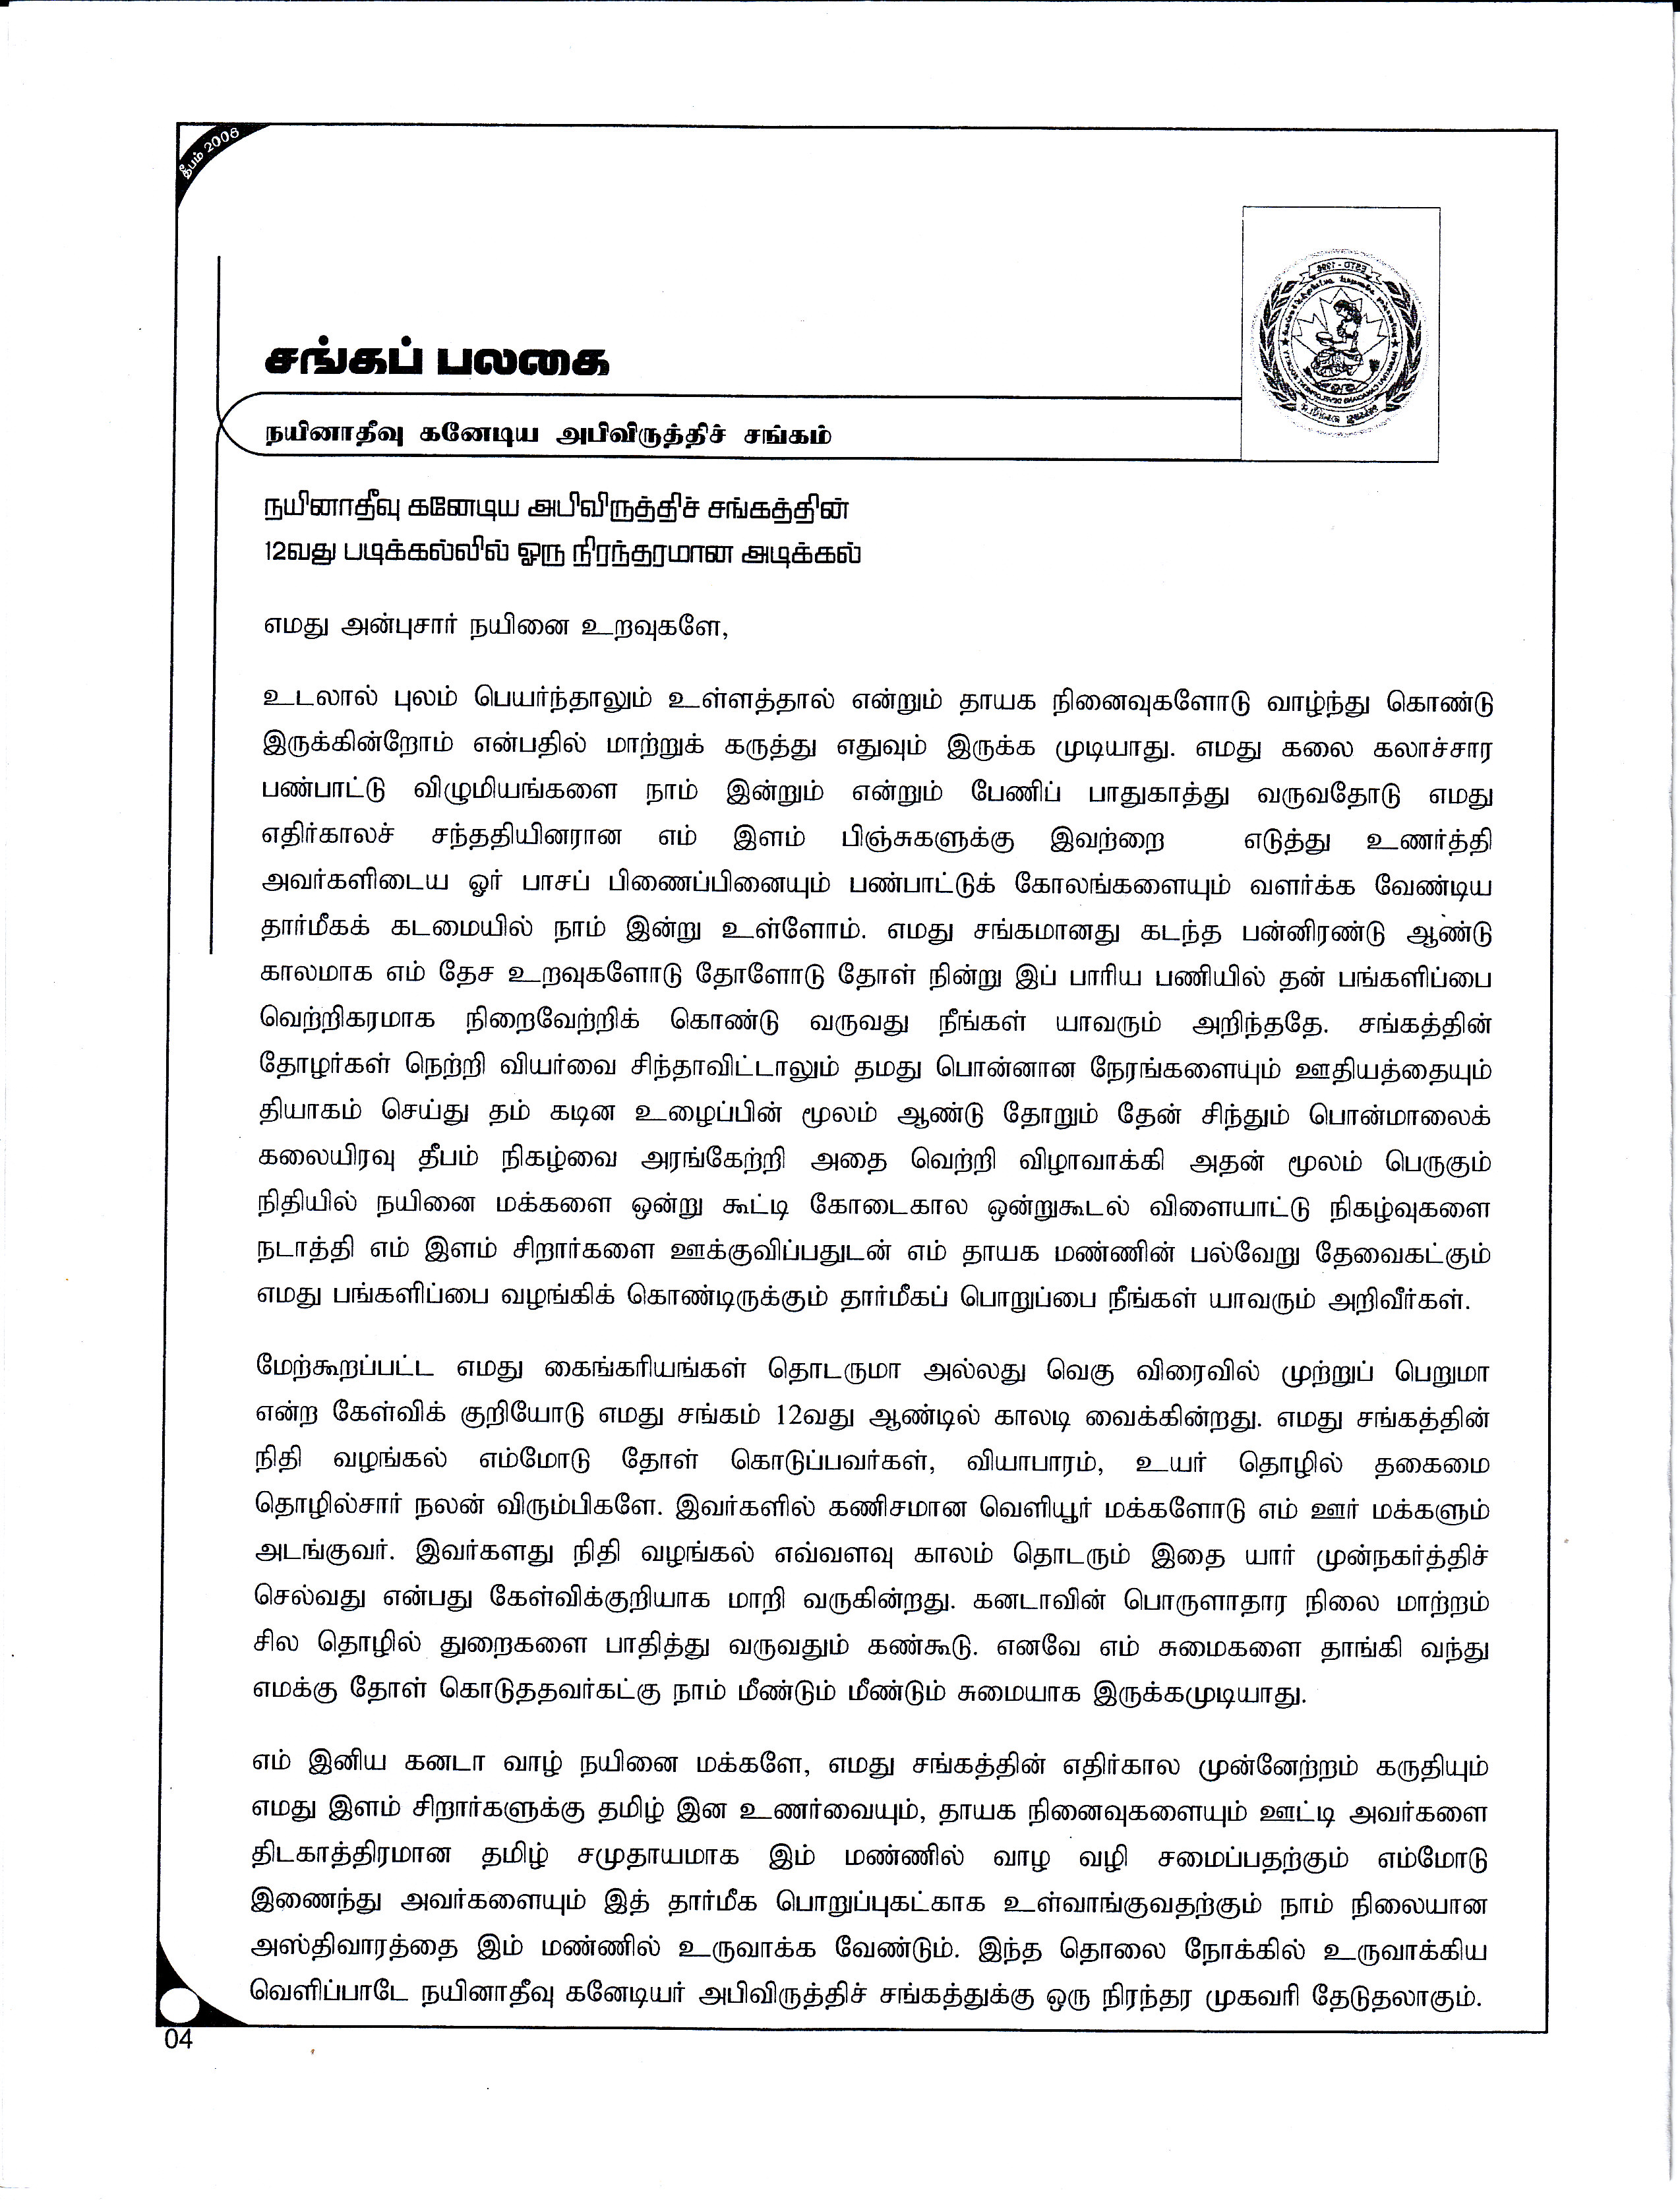 தீபம் 2008
சங்கப் பலகை
நயினாதீவு கனேடிய அபிவிருத்திச் சங்கம்
நயினாதீவு கனேடிய அபிவிருத்திச் சங்கத்தின்
12வது படிக்கல்லில் ஓரு நிரந்தரமான அடிக்கல்
எமது அன்புசார் நயினை உறவுகளே,
உடலால் புலம் பெயர்ந்தாலும் உள்ளத்தால் என்றும் தாயக நினைவுகளோடு வாழ்ந்து கொண்டு
இருக்கின்றோம் என்பதில் மாற்றுக் கருத்து எதுவும் இருக்க முடியாது. எமது கலை கலாச்சார
பண்பாட்டு விழுமியங்களை நாம் இன்றும் என்றும் பேணிப் பாதுகாத்து வருவதோடு எமது
எதிர்காலச் சந்ததியினரான எம் இளம் பிஞ்சுகளுக்கு இவற்றை எடுத்து உணர்த்தி
அவர்களிடைய ஓர் பாசப் பிணைப்பினையும் பண்பாட்டுக் கோலங்களையும் வளர்க்க வேண்டிய
தார்மீகக் கடமையில் நாம் இன்று உள்ளோம். எமது சங்கமானது கடந்த பன்னிரண்டு ஆண்டு
காலமாக எம் தேச உறவுகளோடு தோளோடு தோள் நின்று இப் பாரிய பணியில் தன் பங்களிப்பை
வெற்றிகரமாக நிறைவேற்றிக் கொண்டு வருவது நீங்கள் யாவரும் அறிந்ததே. சங்கத்தின்
தோழர்கள் நெற்றி வியர்வை சிந்தாவிட்டாலும் தமது பொன்னான நேரங்களையும் ஊதியத்தையும்
தியாகம் செய்து தம் கடின உழைப்பின் மூலம் ஆண்டு தோறும் தேன் சிந்தும் பொன்மாலைக்
கலையிரவு தீபம் நிகழ்வை அரங்கேற்றி அதை வெற்றி விழாவாக்கி அதன் மூலம் பெருகும்
நிதியில் நயினை மக்களை ஒன்று கூட்டி கோடைகால ஒன்றுகூடல் விளையாட்டு நிகழ்வுகளை
நடாத்தி எம் இளம் சிறார்களை ஊக்குவிப்பதுடன் எம் தாயக மண்ணின் பல்வேறு தேவைகட்கும்
எமது பங்களிப்பை வழங்கிக் கொண்டிருக்கும் தார்மீகப் பொறுப்பை நீங்கள் யாவரும் அறிவீர்கள்.
மேற்கூறப்பட்ட எமது கைங்கரியங்கள் தொடருமா அல்லது வெகு விரைவில் முற்றுப் பெறுமா
என்ற கேள்விக் குறியோடு எமது சங்கம் 12வது ஆண்டில் காலடி வைக்கின்றது. எமது சங்கத்தின்
நிதி வழங்கல் எம்மோடு தோள் கொடுப்பவர்கள், வியாபாரம், உயர் தொழில் தகைமை
தொழில்சார் நலன் விரும்பிகளே. இவர்களில் கணிசமான வெளியூர் மக்களோடு எம் ஊர் மக்களும்
அடங்குவர். இவர்களது நிதி வழங்கல் எவ்வளவு காலம் தொடரும் இதை யார் முன்நகர்த்திச்
செல்வது என்பது கேள்விக்குறியாக மாறி வருகின்றது. கனடாவின் பொருளாதார நிலை மாற்றம்
சில தொழில் துறைகளை பாதித்து வருவதும் கண்கூடு. எனவே எம் சுமைகளை தாங்கி வந்து
எமக்கு தோள் கொடுததவர்கட்கு நாம் மீண்டும் மீண்டும் சுமையாக இருக்கமுடியாது.
எம் இனிய கனடா வாழ் நயினை மக்களே, எமது சங்கத்தின் எதிர்கால முன்னேற்றம் கருதியும்
எமது இளம் சிறார்களுக்கு தமிழ் இன உணர்வையும், தாயக நினைவுகளையும் ஊட்டி அவர்களை
திடகாத்திரமான தமிழ் சமுதாயமாக இம் மண்ணில் வாழ வழி சமைப்பதற்கும் எம்மோடு
இணைந்து அவர்களையும் இத் தார்மீக பொறுப்புகட்காக உள்வாங்குவதற்கும் நாம் நிலையான
அஸ்திவாரத்தை இம் மண்ணில் உருவாக்க வேண்டும். இந்த தொலை நோக்கில் உருவாக்கிய
வெளிப்பாடே நயினாதீவு கனேடியர் அபிவிருத்திச் சங்கத்துக்கு ஒரு நிரந்தர முகவரி தேடுதலாகும்.
04